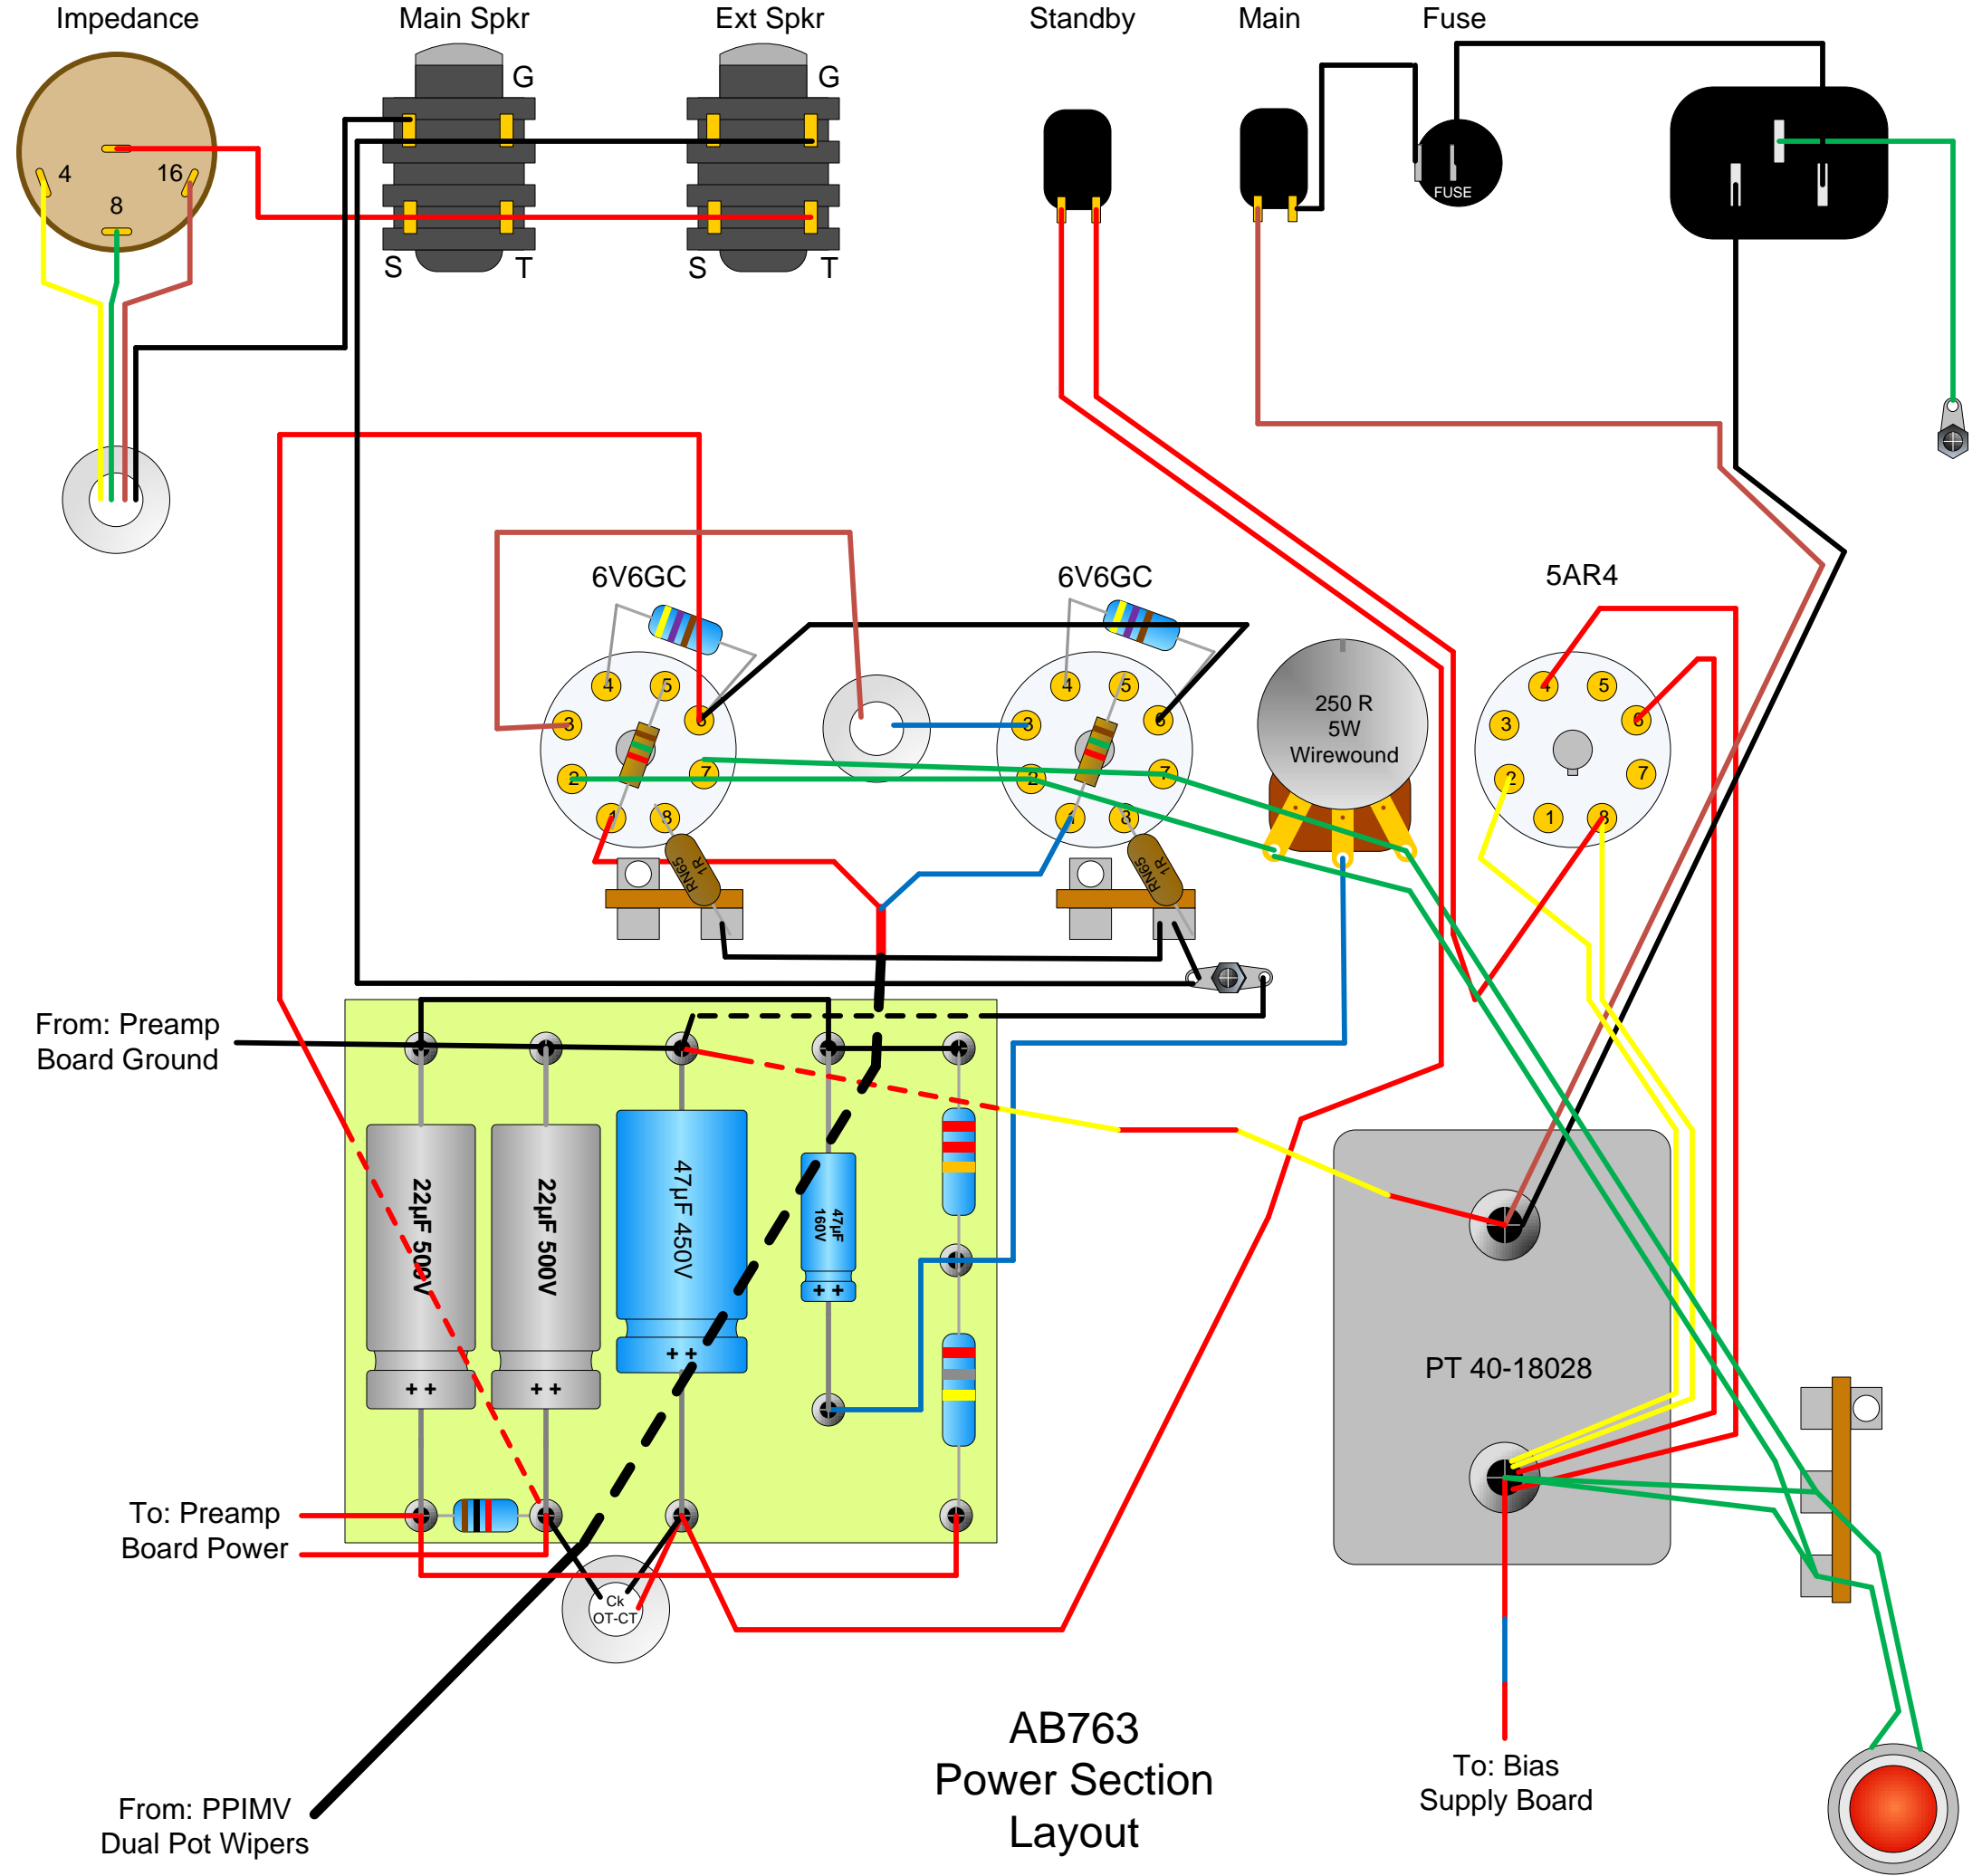 Impedance
Main Spkr
Ext Spkr
Standby
Main
Fuse
G
G
4
16
8
FUSE
S
T
S
T
6V6GC
6V6GC
5AR4
4
5
3
6
2
7
1
8
4
5
3
6
2
7
1
8
250 R
5W
Wirewound
4
5
3
6
2
7
1
8
RN65
1R
RN65
1R
From: Preamp
Board Ground
22µF 500V
22µF 500V
47µF 450V
47µF
160V
+ +
+ +
+ +
+ +
PT 40-18028
To: Preamp
Board Power
Ck
OT-CT
AB763
Power Section
Layout
To: Bias
Supply Board
From: PPIMV
Dual Pot Wipers